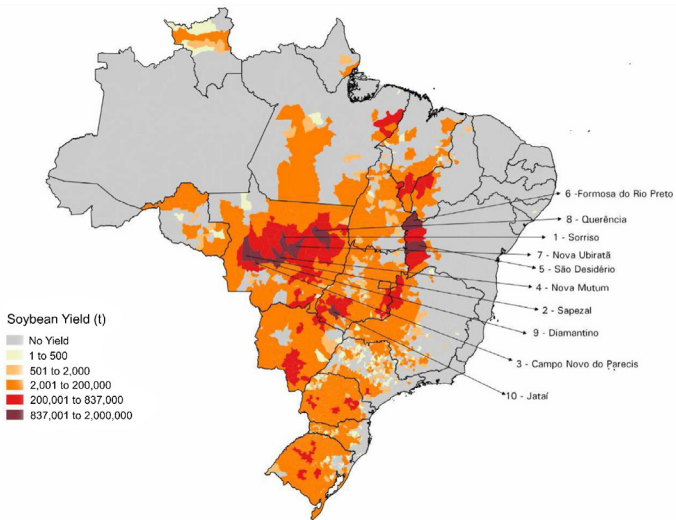 6 -Formosa do Rio Preto
8 - Querência
1 - Sorriso
7 - Nova Ubiratã
5 - São Desidério
4 - Nova Mutum
2 - Sapezal
9 - Diamantino
3 - Campo Novo do Parecis
10 - Jataí
Soybean Yield (t)
No Yield
1 to 500
501 to 2,000
2,001 to 200,000
200,001 to 837,000
837,001 to 2,000,000